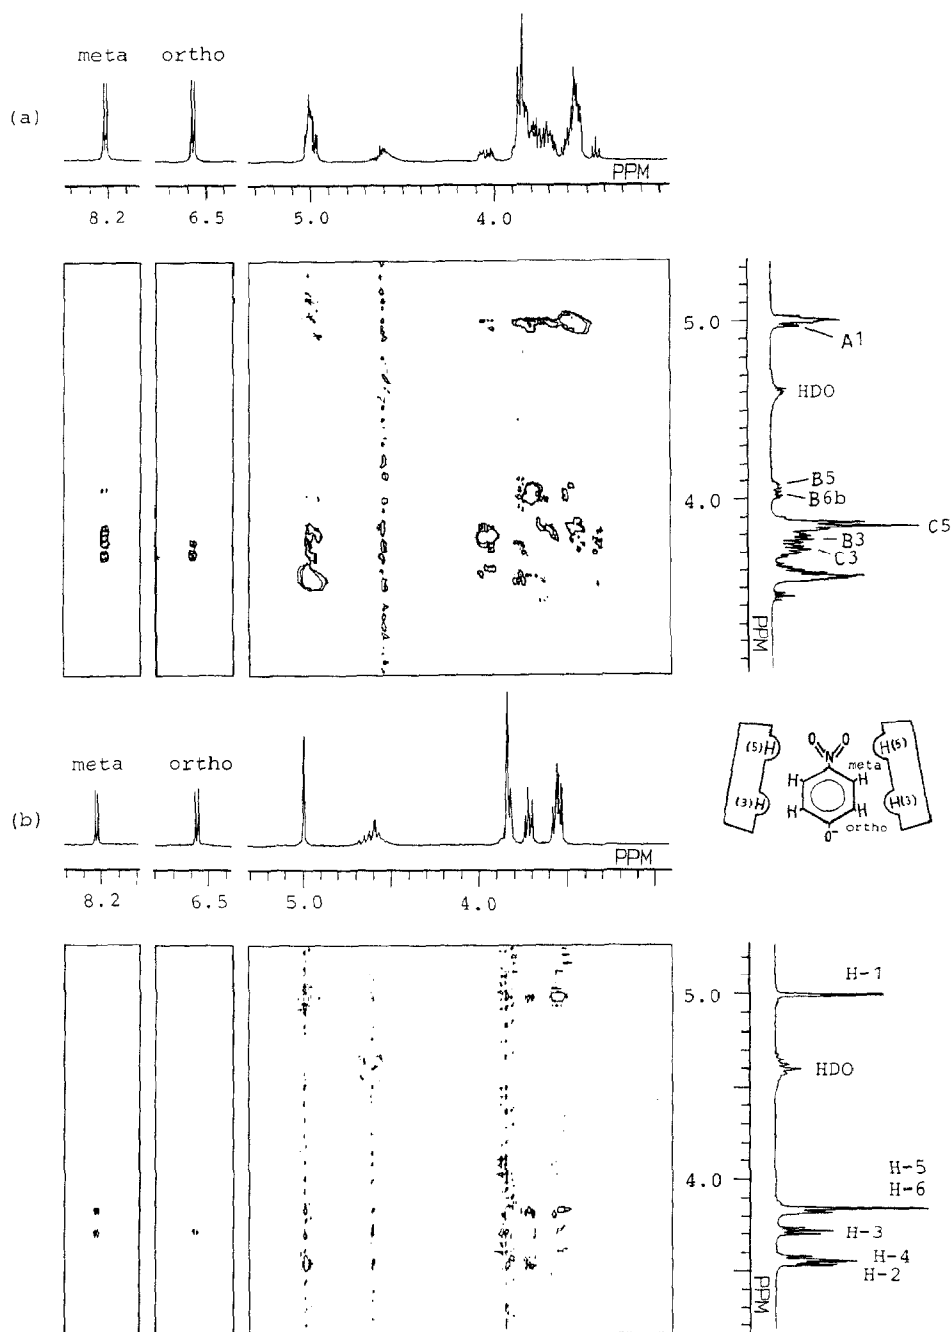 meta ortho
(a)
PPM
8.2 6.5 5.0 4.0
5.0
A1
HDO
B5
4.0
B6b
C5
B3
C3
PPM
O O
N
(5)H H(5)
meta
H H
(3)H H(3)
H H
O- ortho
meta ortho
(b)
PPM
8.2 6.5 5.0 4.0
H-1
5.0
HDO
H-5
4.0
H-6
H-3
H-4
H-2
PPM